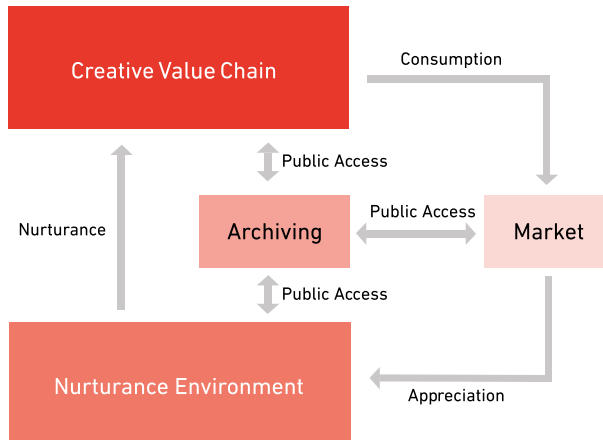 Creative Value Chain
Consumption
Public Access
Nurturance
Archiving
Public Access
Market
Public Access
Nurturance Environment
Appreciation